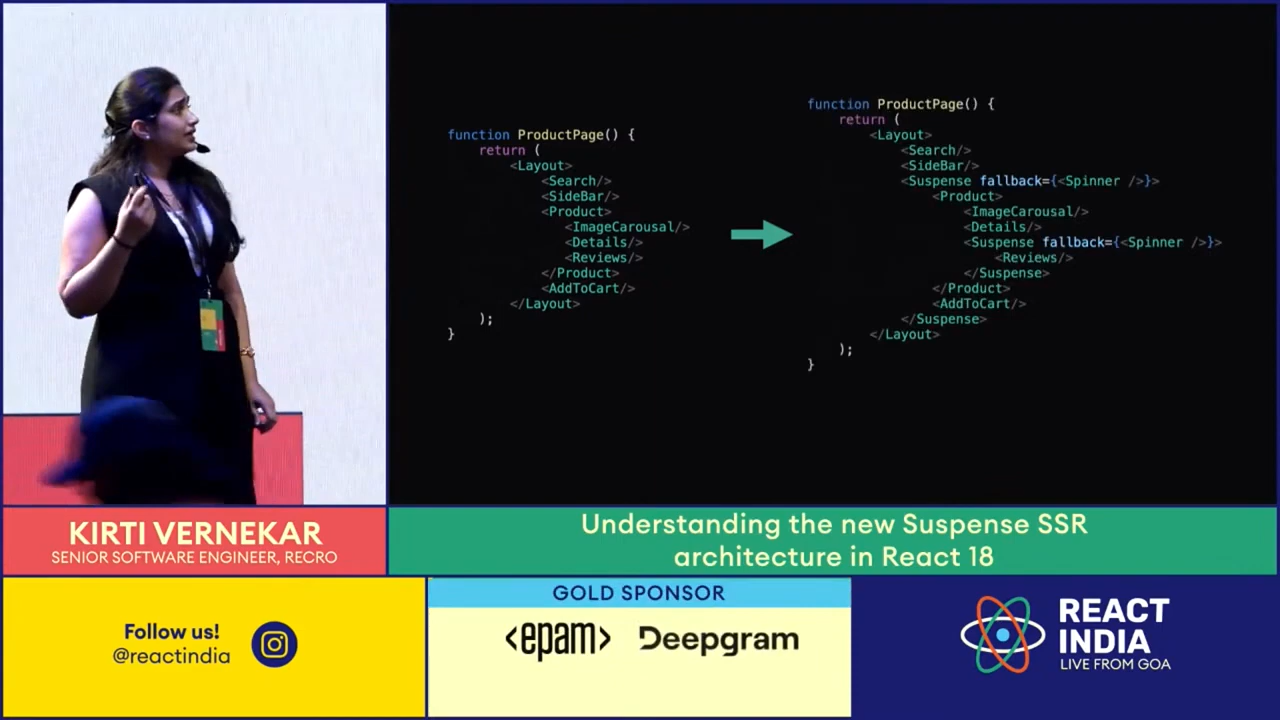 function ProductPage() {
return (
<Layout>
<Search/>
<SideBar/>
<Product>
<ImageCarousal/>
<Details/>
<Reviews/>
</Product>
<AddToCart/>
</Layout>
);
}
function ProductPage() {
return (
<Layout>
<Search/>
<SideBar/>
<Suspense fallback={<Spinner />}>
<Product>
<ImageCarousal/>
<Details/>
<Suspense fallback={<Spinner />}>
<Reviews/>
</Suspense>
</Product>
<AddToCart/>
</Suspense>
</Layout>
);
}
KIRTI VERNEKAR
SENIOR SOFTWARE ENGINEER, RECRO
Understanding the new Suspense SSR
architecture in React 18
Follow us!
@reactindia
GOLD SPONSOR
<epam>
Deepgram
REACT
INDIA
LIVE FROM GOA